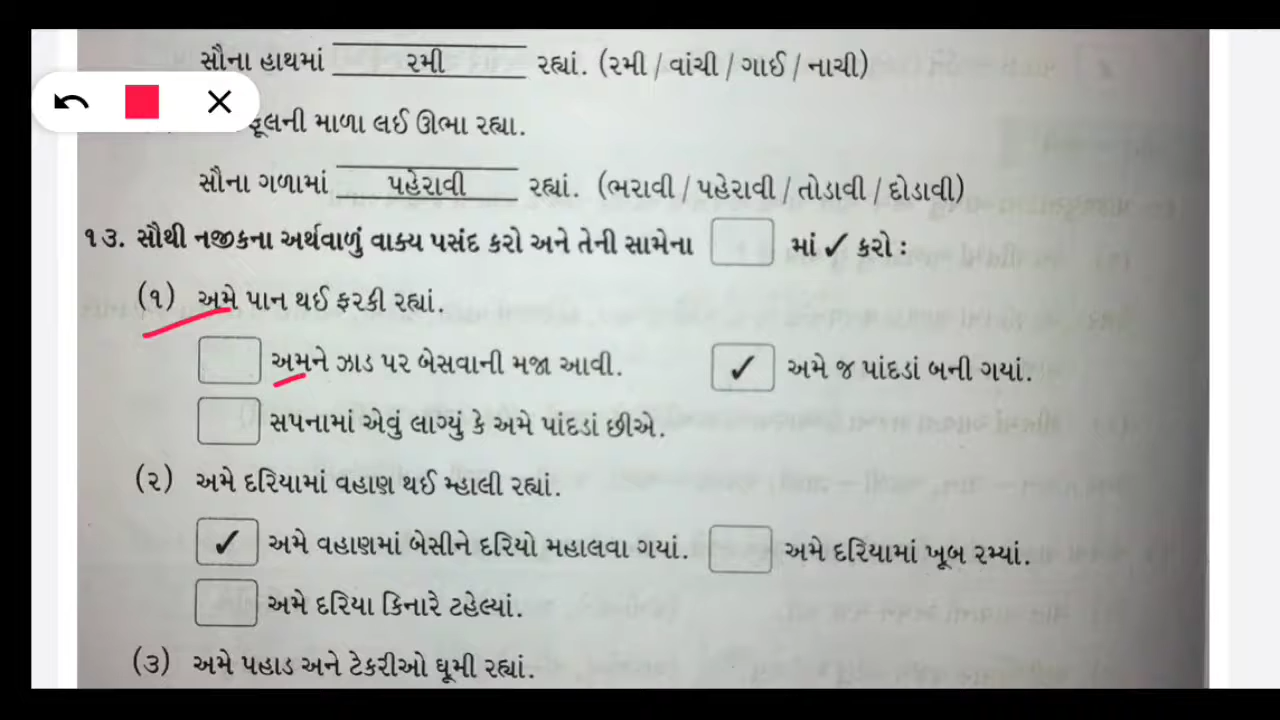 સૌના હાથમાં રમી રહ્યાં. (રમી / વાંચી / ગાઈ / નાચી)
ફૂલની માળા લઈ ઊભા રહ્યા.
સૌના ગળામાં પહેરાવી રહ્યાં. (ભરાવી / પહેરાવી / તોડાવી / દોડાવી)
૧૩. સૌથી નજીકના અર્થવાળું વાક્ય પસંદ કરો અને તેની સામેના માં ✓ કરો :
(૧) અમે પાન થઈ ફરકી રહ્યાં.
અમને ઝાડ પર બેસવાની મજા આવી. ✓ અમે જ પાંદડાં બની ગયાં.
સપનામાં એવું લાગ્યું કે અમે પાંદડાં છીએ.
(૨) અમે દરિયામાં વહાણ થઈ મ્હાલી રહ્યાં.
✓ અમે વહાણમાં બેસીને દરિયો મહાલવા ગયાં. અમે દરિયામાં ખૂબ રમ્યાં.
અમે દરિયા કિનારે ટહેલ્યાં.
(૩) અમે પહાડ અને ટેકરીઓ ઘૂમી રહ્યાં.